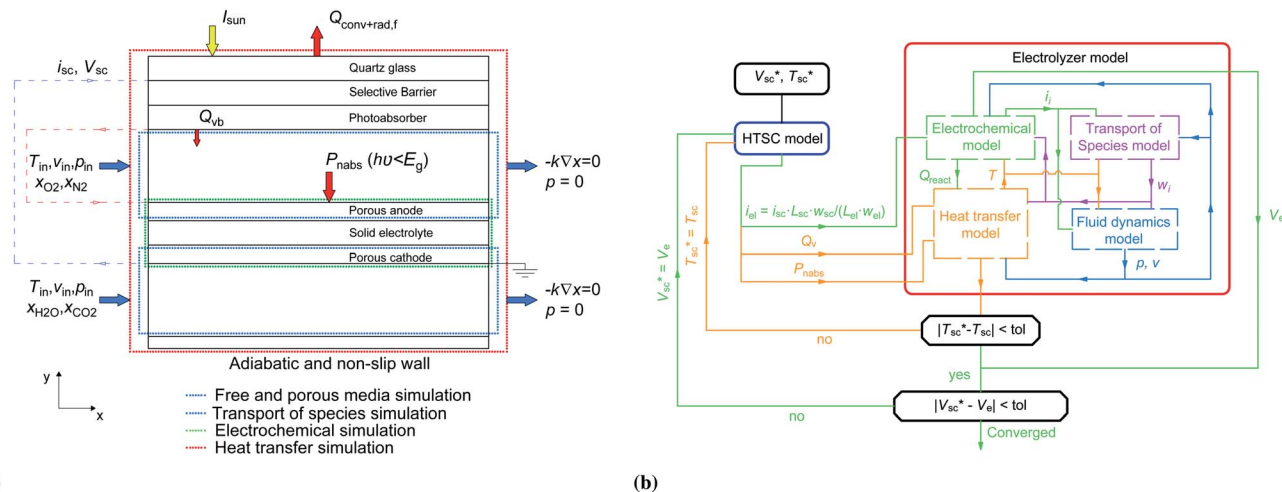 I_sun
Q_conv+rad,f
i_sc, V_sc
Quartz glass
Selective Barrier
Photoabsorber
Q_vb
T_in,v_in,p_in
x_O2,x_N2
P_nabs (hυ<E_g)
-k∇x=0
p = 0
Porous anode
Solid electrolyte
Porous cathode
T_in,v_in,p_in
x_H2O,x_CO2
-k∇x=0
p = 0
Adiabatic and non-slip wall
y
x
Free and porous media simulation
Transport of species simulation
Electrochemical simulation
Heat transfer simulation
(b)
Electrolyzer model
V_sc*, T_sc*
HTSC model
i_i
Electrochemical
model
Transport of
Species model
Q_react
T
w_i
i_el = i_sc·L_sc·w_sc/(L_el·w_el)
Heat transfer
model
Fluid dynamics
model
Q_v
P_nabs
p, v
V_sc* = V_e
T_sc* = T_sc
V_e
|T_sc*-T_sc| < tol
no
yes
|V_sc* - V_e| < tol
no
Converged